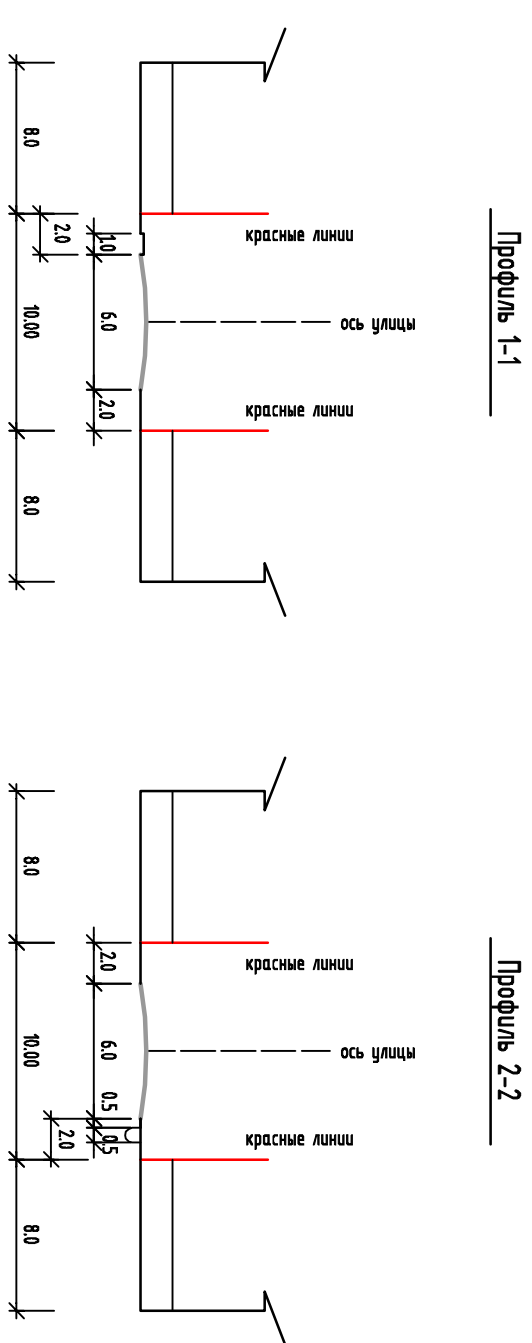 Профиль 1-1
красные линии
ось улицы
красные линии
1.0
6.0
2.0
2.0
8.0
10.00
8.0
Профиль 2-2
красные линии
ось улицы
красные линии
2.0
6.0
0.5
0.5
2.0
8.0
10.00
8.0